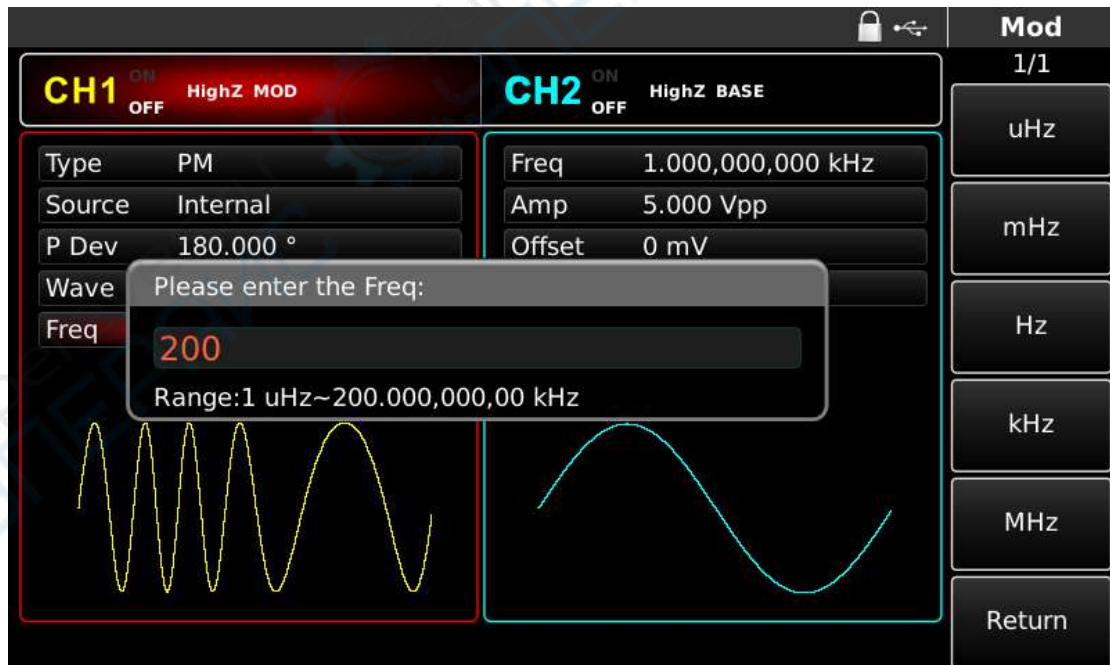 Mod
1/1
CH1 ON OFF HighZ MOD
CH2 ON OFF HighZ BASE
Type PM
Source Internal
P Dev 180.000 °
Wave
Freq
Freq 1.000,000,000 kHz
Amp 5.000 Vpp
Offset 0 mV
Please enter the Freq:
200
Range:1 uHz~200.000,000,00 kHz
uHz
mHz
Hz
kHz
MHz
Return